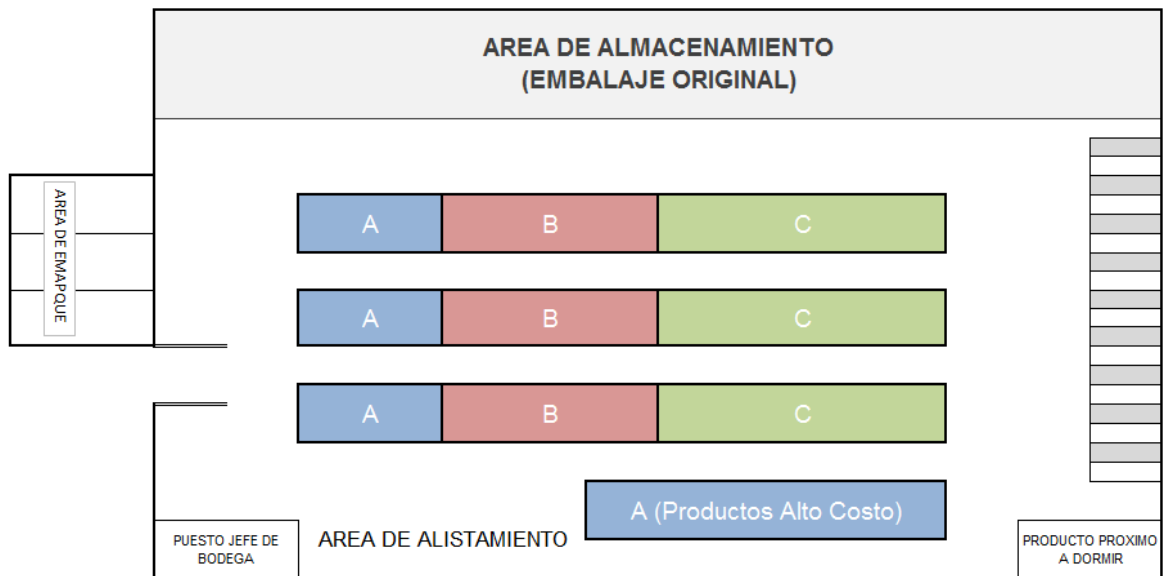 AREA DE ALMACENAMIENTO
(EMBALAJE ORIGINAL)
AREA DE EMAPQUE
A B C
A B C
A B C
A (Productos Alto Costo)
PUESTO JEFE DE
BODEGA
AREA DE ALISTAMIENTO
PRODUCTO PROXIMO
A DORMIR